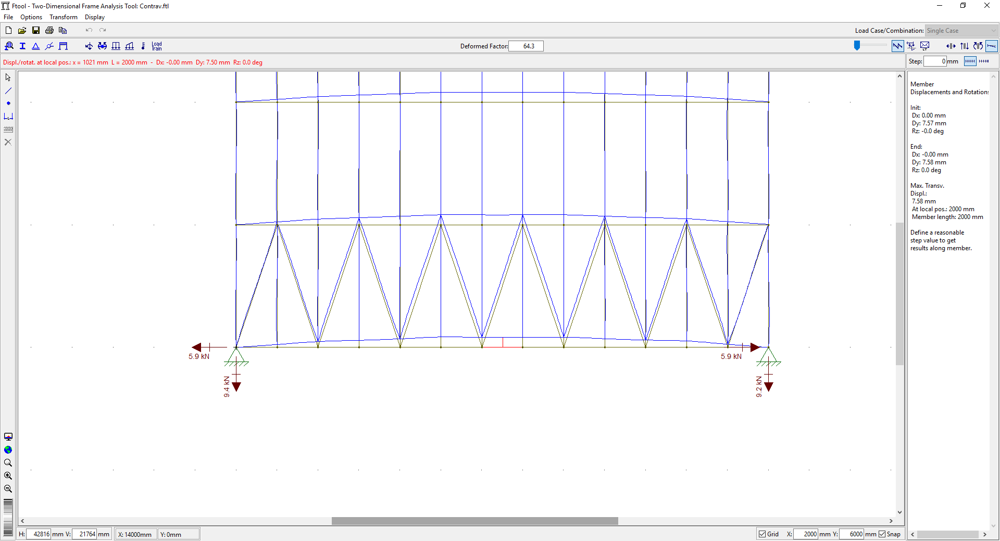 Ftool - Two-Dimensional Frame Analysis Tool: Contrav.ftl
File Options Transform Display
Load Case/Combination: Single Case
Load Train
Deformed Factor: 64.3
Displ./rotat. at local pos.: x = 1021 mm L = 2000 mm - Dx: -0.00 mm Dy: 7.50 mm Rz: 0.0 deg
Step: 0 mm
Member
Displacements and Rotations
Init:
Dx: 0.00 mm
Dy: 7.57 mm
Rz: -0.0 deg
End:
Dx: -0.00 mm
Dy: 7.58 mm
Rz: 0.0 deg
Max. Transv.
Displ.:
7.58 mm
At local pos.: 2000 mm
Member length: 2000 mm
Define a reasonable
step value to get
results along member.
5.9 kN
5.9 kN
9.4 kN
9.2 kN
H: 42816 mm V: 21764 mm X: 14000mm Y: 0mm
Grid X: 2000 mm Y: 6000 mm Snap